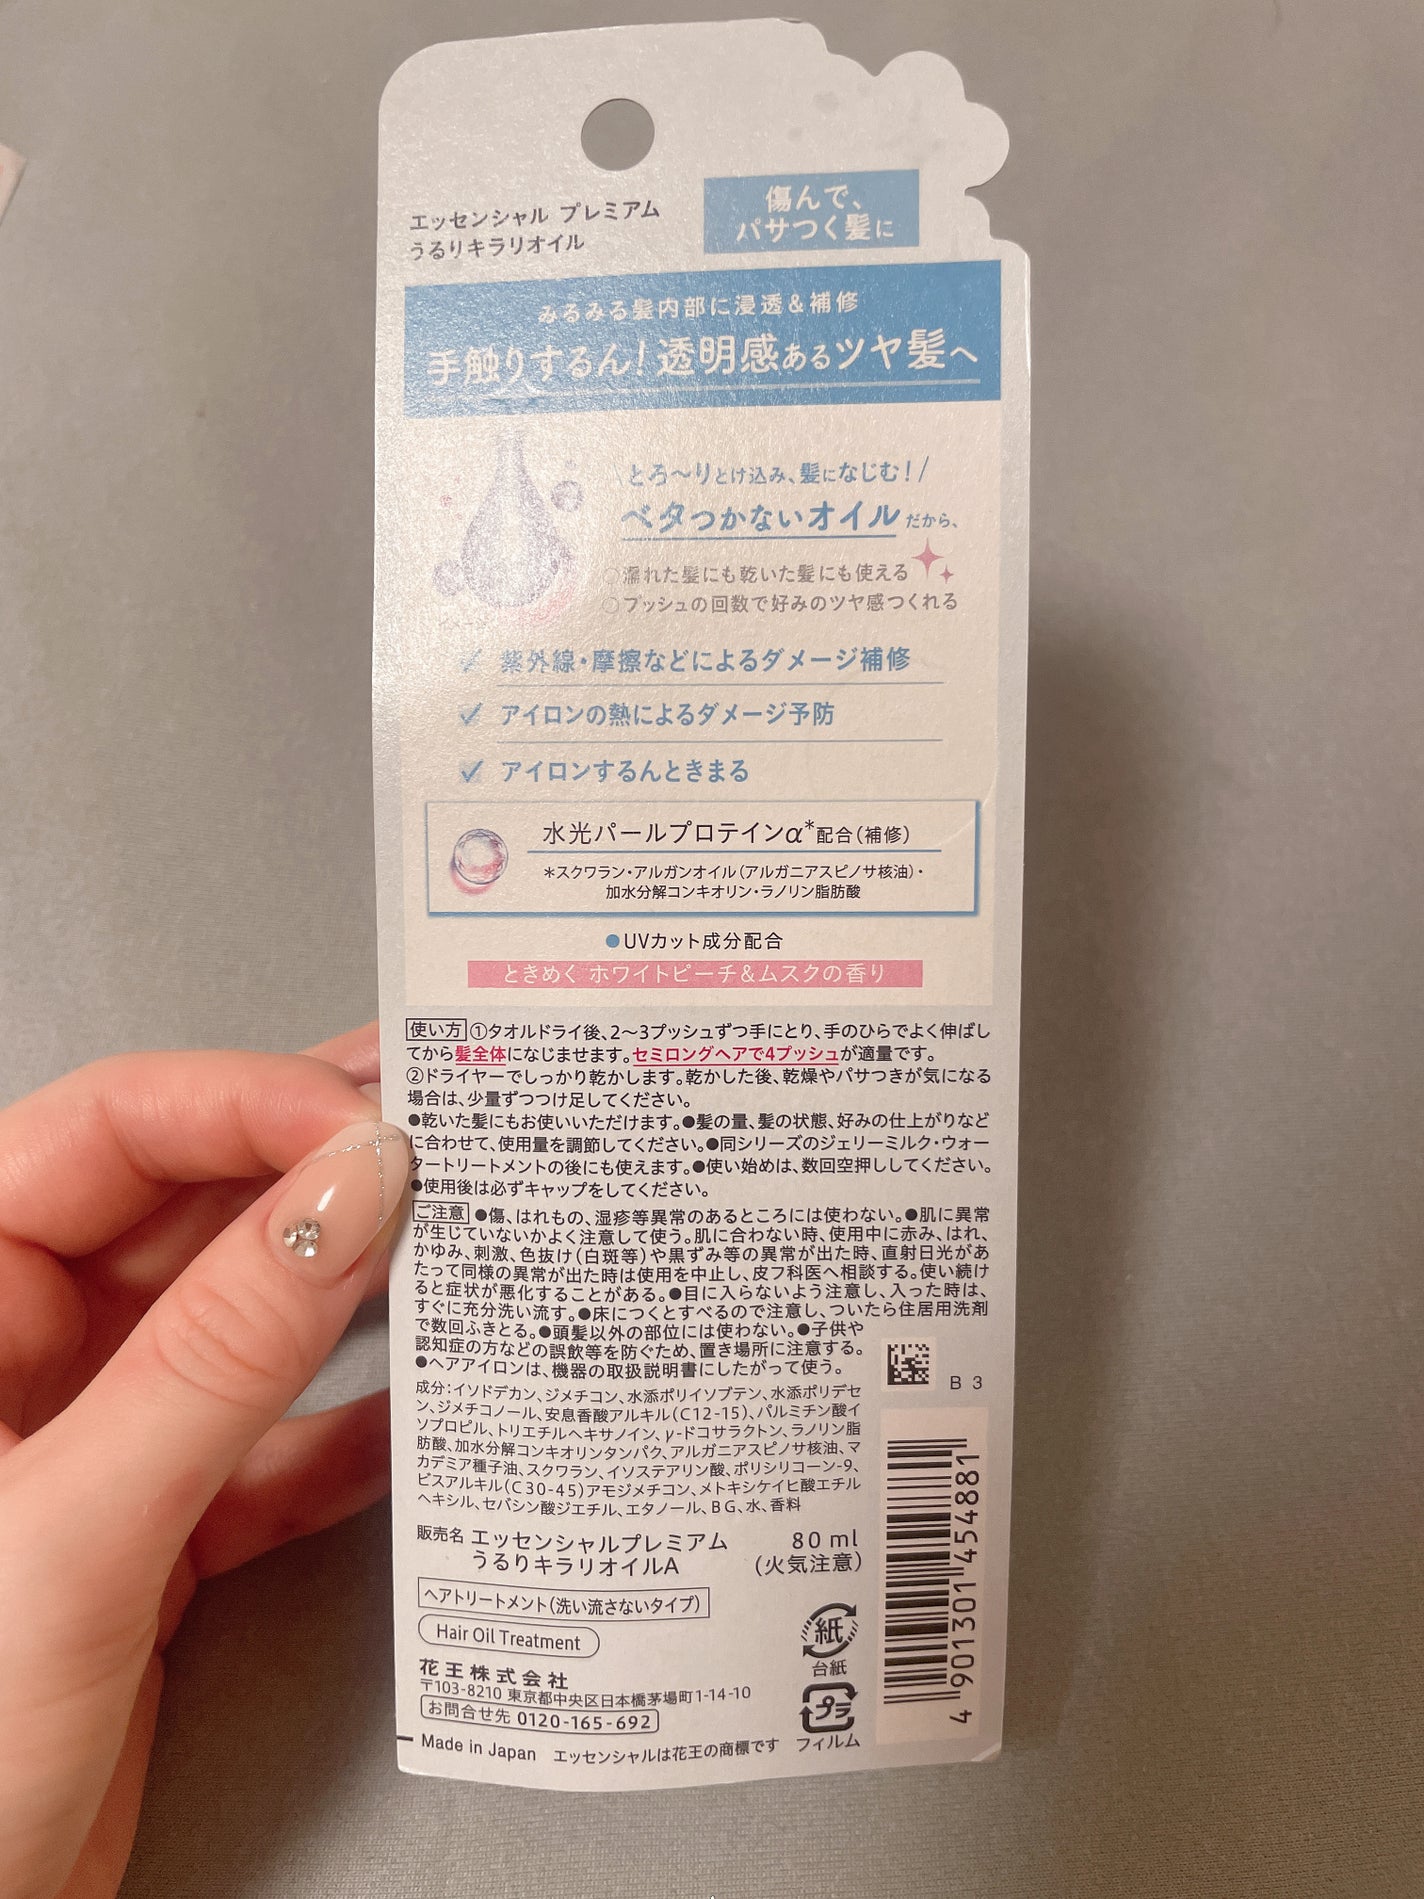 エッセンシャル プレミアム
うるりキラリオイル
傷んで、
パサつく髪に
みるみる髪内部に浸透＆補修
手触りするん！透明感あるツヤ髪へ
とろ〜りとけ込み、髪になじむ！
ベタつかないオイルだから、
○濡れた髪にも乾いた髪にも使える
○プッシュの回数で好みのツヤ感つくれる
イメージ
✓ 紫外線・摩擦などによるダメージ補修
✓ アイロンの熱によるダメージ予防
✓ アイロンするんときまる
水光パールプロテインα*配合（補修）
＊スクワラン・アルガンオイル（アルガニアスピノサ核油）・
加水分解コンキオリン・ラノリン脂肪酸
●UVカット成分配合
ときめく ホワイトピーチ＆ムスクの香り
使い方 ①タオルドライ後、2〜3プッシュずつ手にとり、手のひらでよく伸ばし
てから髪全体になじませます。セミロングヘアで4プッシュが適量です。
②ドライヤーでしっかり乾かします。乾かした後、乾燥やパサつきが気になる
場合は、少量ずつつけ足してください。
●乾いた髪にもお使いいただけます。●髪の量、髪の状態、好みの仕上がりなど
に合わせて、使用量を調節してください。●同シリーズのジェリーミルク・ウォー
タートリートメントの後にも使えます。●使い始めは、数回空押ししてください。
●使用後は必ずキャップをしてください。
ご注意 ●傷、はれもの、湿疹等異常のあるところには使わない。●肌に異常
が生じていないかよく注意して使う。肌に合わない時、使用中に赤み、はれ、
かゆみ、刺激、色抜け（白斑等）や黒ずみ等の異常が出た時、直射日光があ
たって同様の異常が出た時は使用を中止し、皮フ科医へ相談する。使い続け
ると症状が悪化することがある。●目に入らないよう注意し、入った時は、
すぐに充分洗い流す。●床につくとすべるので注意し、ついたら住居用洗剤
で数回ふきとる。●頭髪以外の部位には使わない。●子供や
認知症の方などの誤飲等を防ぐため、置き場所に注意する。
●ヘアアイロンは、機器の取扱説明書にしたがって使う。
B 3
成分：イソドデカン、ジメチコン、水添ポリイソブテン、水添ポリデセ
ン、ジメチコノール、安息香酸アルキル（C12-15）、パルミチン酸イ
ソプロピル、トリエチルヘキサノイン、γ-ドコサラクトン、ラノリン脂
肪酸、加水分解コンキオリンタンパク、アルガニアスピノサ核油、マ
カデミア種子油、スクワラン、イソステアリン酸、ポリシリコーン-9、
ビスアルキル（C30-45）アモジメチコン、メトキシケイヒ酸エチル
ヘキシル、セバシン酸ジエチル、エタノール、BG、水、香料
販売名 エッセンシャルプレミアム
うるりキラリオイルA
80 ml
（火気注意）
ヘアトリートメント（洗い流さないタイプ）
Hair Oil Treatment
花王株式会社
〒103-8210 東京都中央区日本橋茅場町1-14-10
お問合せ先 0120-165-692
Made in Japan エッセンシャルは花王の商標です
紙
台紙
プラ
フィルム
4 901301 454881